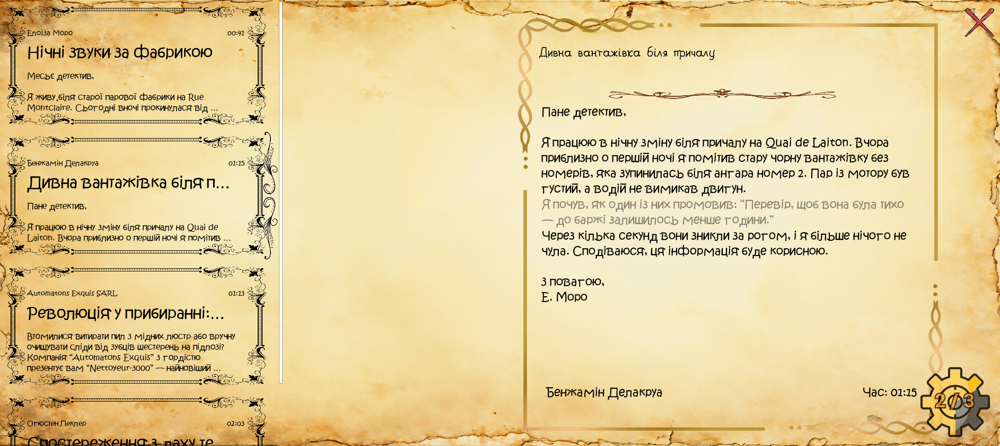 Елоїза Моро 00:41
Нічні звуки за фабрикою
Месьє детектив,
Я живу біля старої парової фабрики на Rue
Montclaire. Сьогодні вночі прокинулася від ...
Бенжамін Делакруа 01:15
Дивна вантажівка біля п...
Пане детектив,
Я працюю в нічну зміну біля причалу на Quai de
Laiton. Вчора приблизно о першій ночі я помітив ...
Automatons Exquis SARL 01:13
Революція у прибиранні:...
Втомилися витирати пил з мідних люстр або вручну
очищувати сліди від зубців шестерень на підлозі?
Компанія “Automatons Exquis” з гордістю
презентує вам “Nettoyeur-3000” — найновіший ...
Огюстен Леклер 02:03
Спостереження з даху те...
Дивна вантажівка біля причалу
Пане детектив,
Я працюю в нічну зміну біля причалу на Quai de Laiton. Вчора
приблизно о першій ночі я помітив стару чорну вантажівку без
номерів, яка зупинилась біля ангара номер 2. Пар із мотору був
густий, а водій не вимикав двигун.
Я почув, як один із них промовив: “Перевір, щоб вона була тихо
— до баржі залишилось менше години.”
Через кілька секунд вони зникли за рогом, і я більше нічого не
чула. Сподіваюся, ця інформація буде корисною.
З повагою,
Е. Моро
Бенжамін Делакруа Час: 01:15
2/3